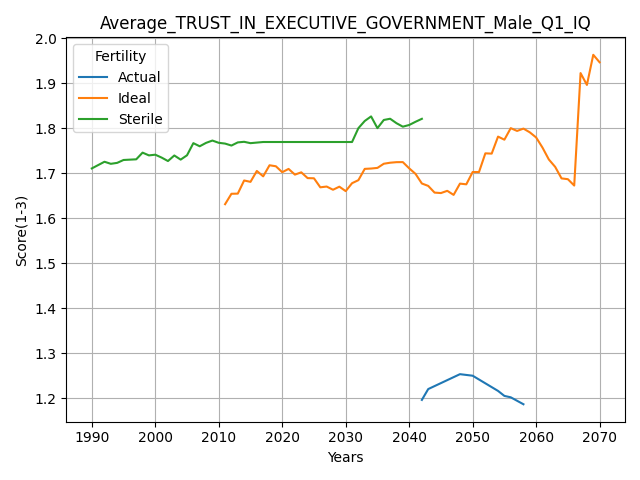 Average_TRUST_IN_EXECUTIVE_GOVERNMENT_Male_Q1_IQ
Fertility
Actual
Ideal
Sterile
Score(1-3)
2.0
1.9
1.8
1.7
1.6
1.5
1.4
1.3
1.2
1990 2000 2010 2020 2030 2040 2050 2060 2070
Years